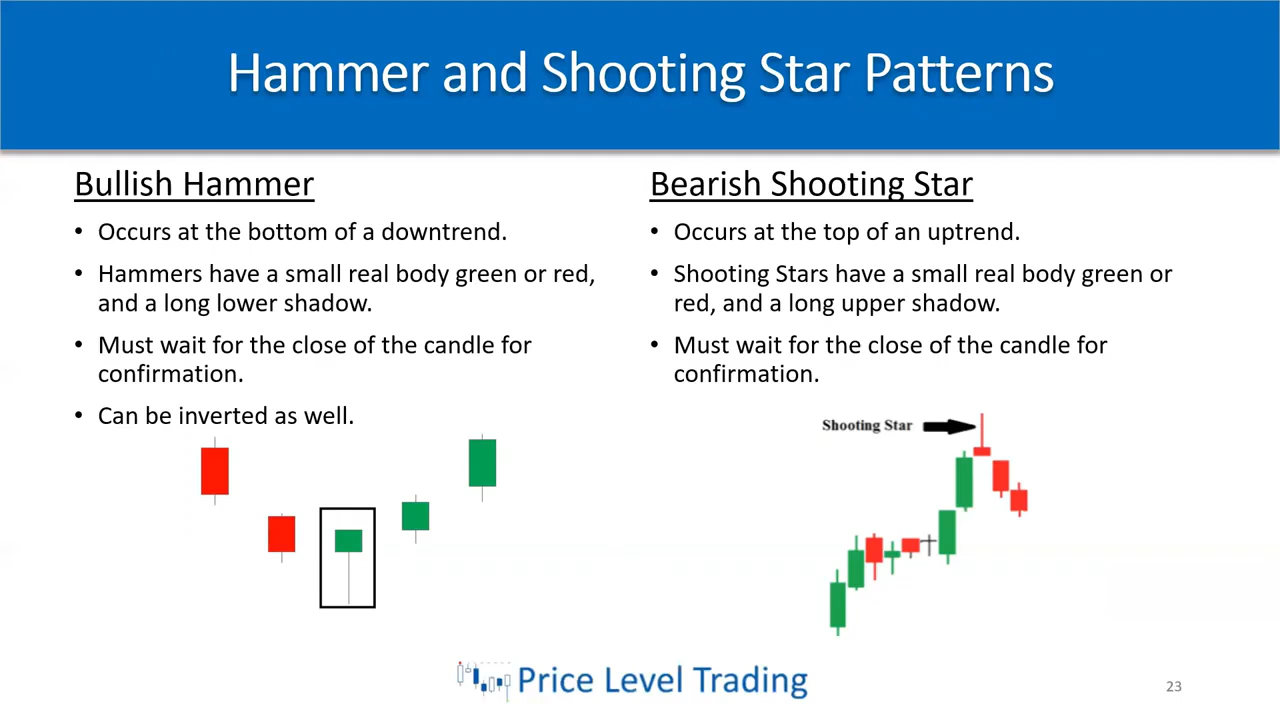 Hammer and Shooting Star Patterns
Bullish Hammer
• Occurs at the bottom of a downtrend.
• Hammers have a small real body green or red,
and a long lower shadow.
• Must wait for the close of the candle for
confirmation.
• Can be inverted as well.
Bearish Shooting Star
• Occurs at the top of an uptrend.
• Shooting Stars have a small real body green or
red, and a long upper shadow.
• Must wait for the close of the candle for
confirmation.
Shooting Star
Price Level Trading
23